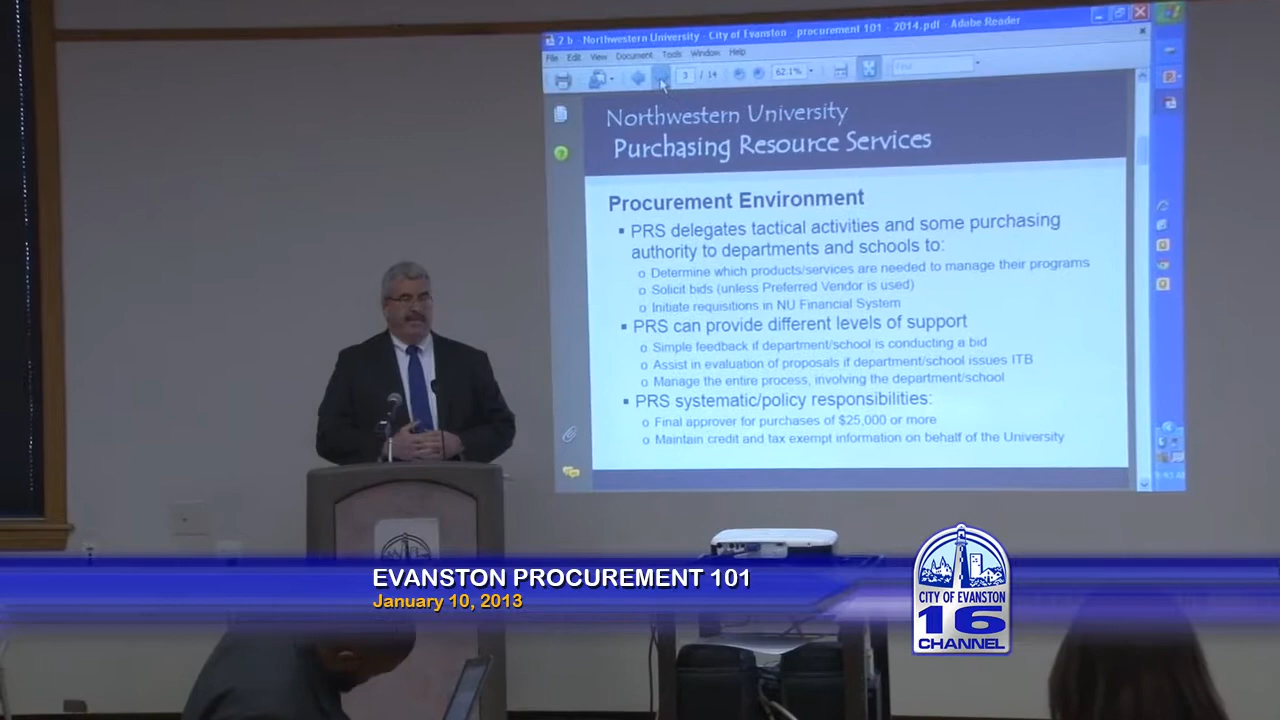 7 b - Northwestern University - City of Evanston - procurement 101 - 2014.pdf - Adobe Reader
File Edit View Document Tools Window Help
3 / 14 62.1% Find
Northwestern University
Purchasing Resource Services
Procurement Environment
▪ PRS delegates tactical activities and some purchasing
authority to departments and schools to:
o Determine which products/services are needed to manage their programs
o Solicit bids (unless Preferred Vendor is used)
o Initiate requisitions in NU Financial System
▪ PRS can provide different levels of support
o Simple feedback if department/school is conducting a bid
o Assist in evaluation of proposals if department/school issues ITB
o Manage the entire process, involving the department/school
▪ PRS systematic/policy responsibilities:
o Final approver for purchases of $25,000 or more
o Maintain credit and tax exempt information on behalf of the University
EVANSTON PROCUREMENT 101
January 10, 2013
CITY OF EVANSTON
16
CHANNEL